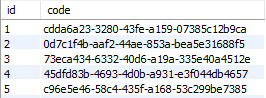 id code
1 cdda6a23-3280-43fe-a159-07385c12b9ca
2 0d7c1f4b-aaf2-44ae-853a-bea5e31688f5
3 73eca434-6332-40d6-a19a-335e40a4512e
4 45dfd83b-4693-4d0b-a931-e3f044db4657
5 c96e5e46-58c4-435f-a168-53c299be7385